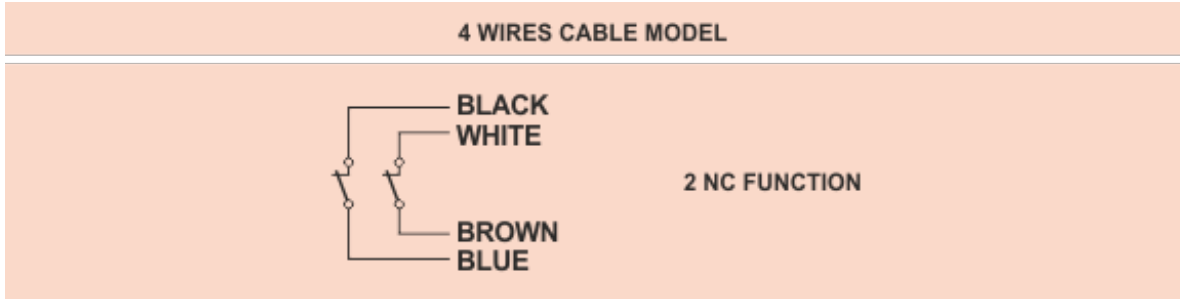 4 WIRES CABLE MODEL
BLACK
WHITE
2 NC FUNCTION
BROWN
BLUE